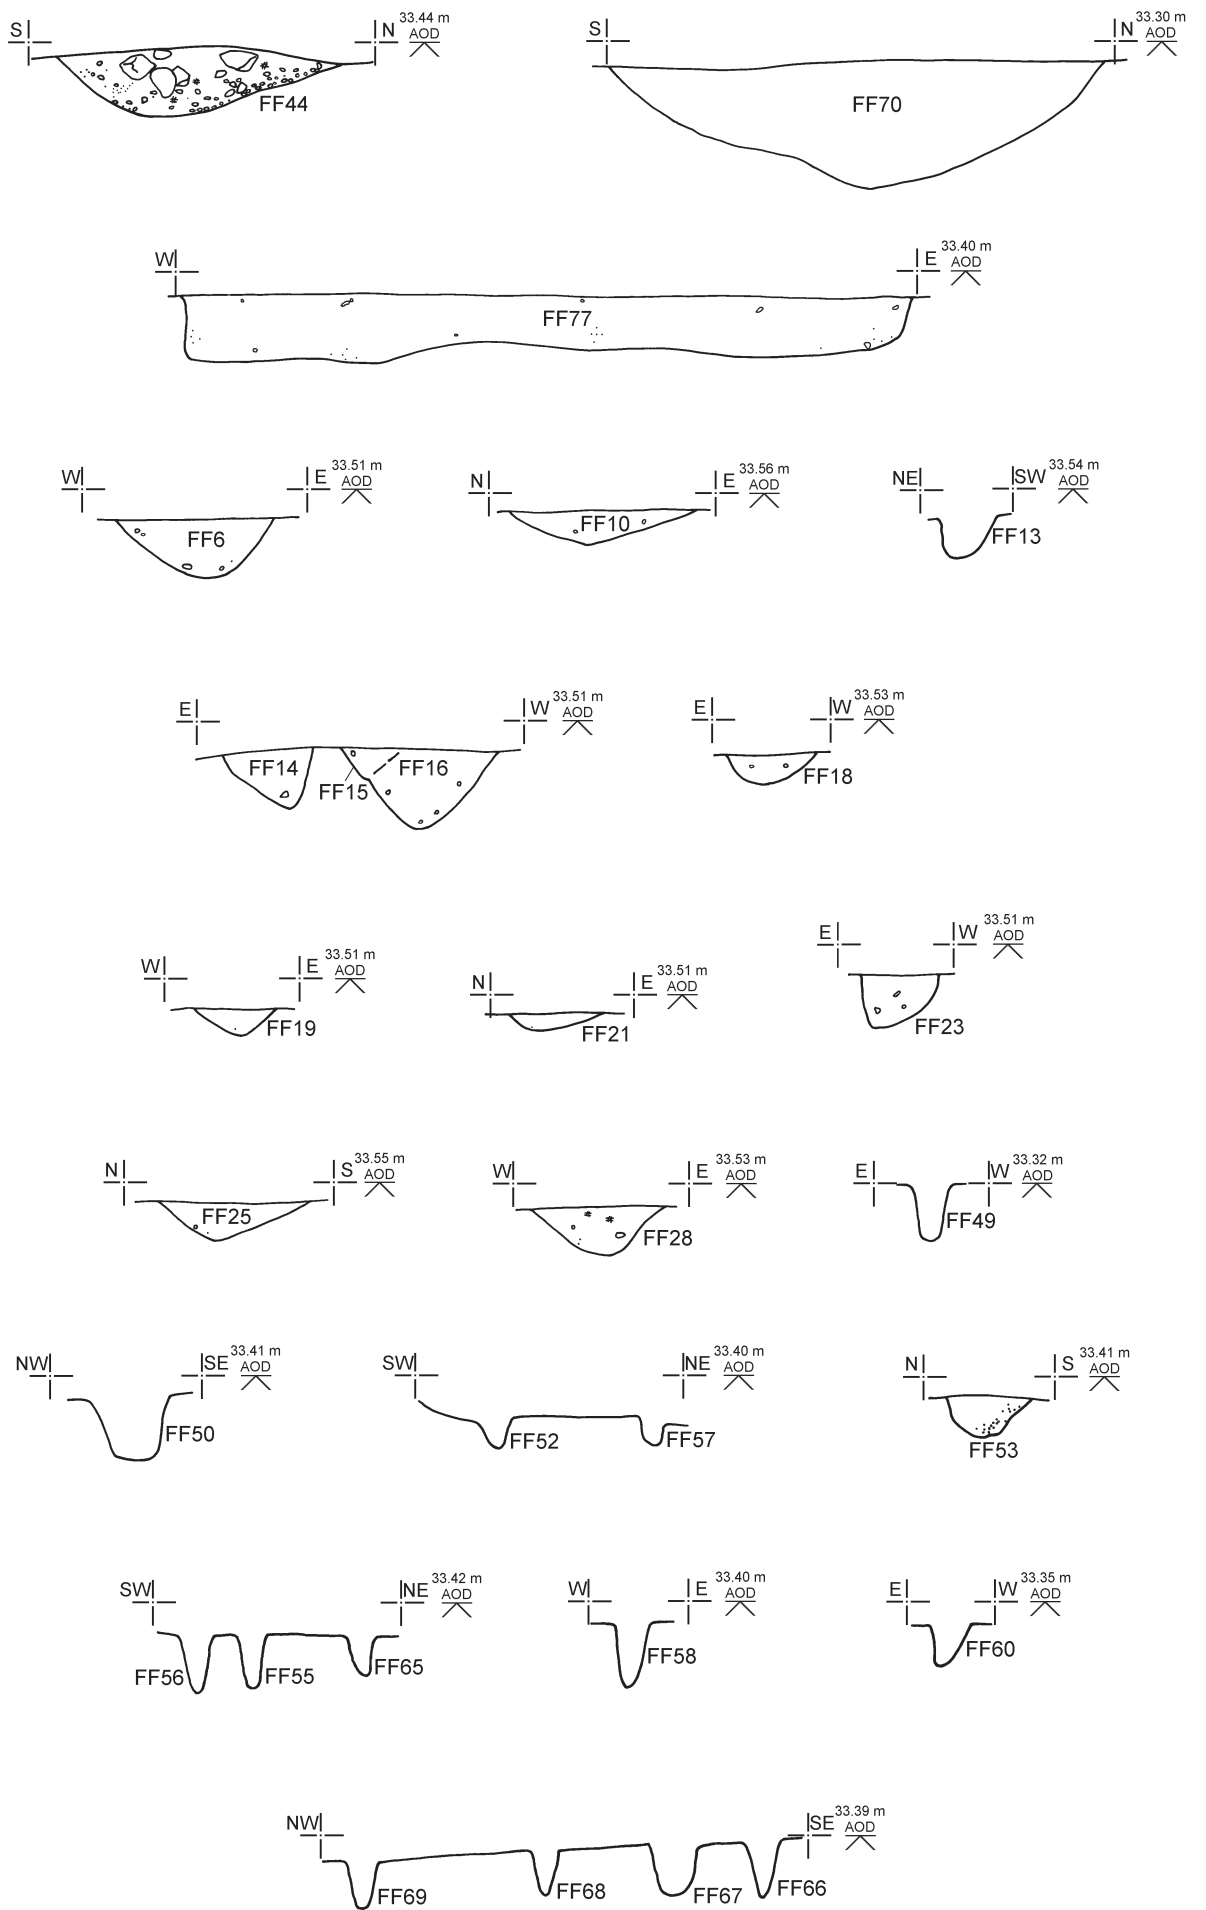 S N 33.44 m
AOD
FF44
S N 33.30 m
AOD
FF70
W E 33.40 m
AOD
FF77
W E 33.51 m
AOD
FF6
N E 33.56 m
AOD
FF10
NE SW 33.54 m
AOD
FF13
E W 33.51 m
AOD
FF14 FF16
FF15
E W 33.53 m
AOD
FF18
W E 33.51 m
AOD
FF19
N E 33.51 m
AOD
FF21
E W 33.51 m
AOD
FF23
N S 33.55 m
AOD
FF25
W E 33.53 m
AOD
FF28
E W 33.32 m
AOD
FF49
NW SE 33.41 m
AOD
FF50
SW NE 33.40 m
AOD
FF52 FF57
N S 33.41 m
AOD
FF53
SW NE 33.42 m
AOD
FF56 FF55 FF65
W E 33.40 m
AOD
FF58
E W 33.35 m
AOD
FF60
NW SE 33.39 m
AOD
FF69 FF68 FF67 FF66